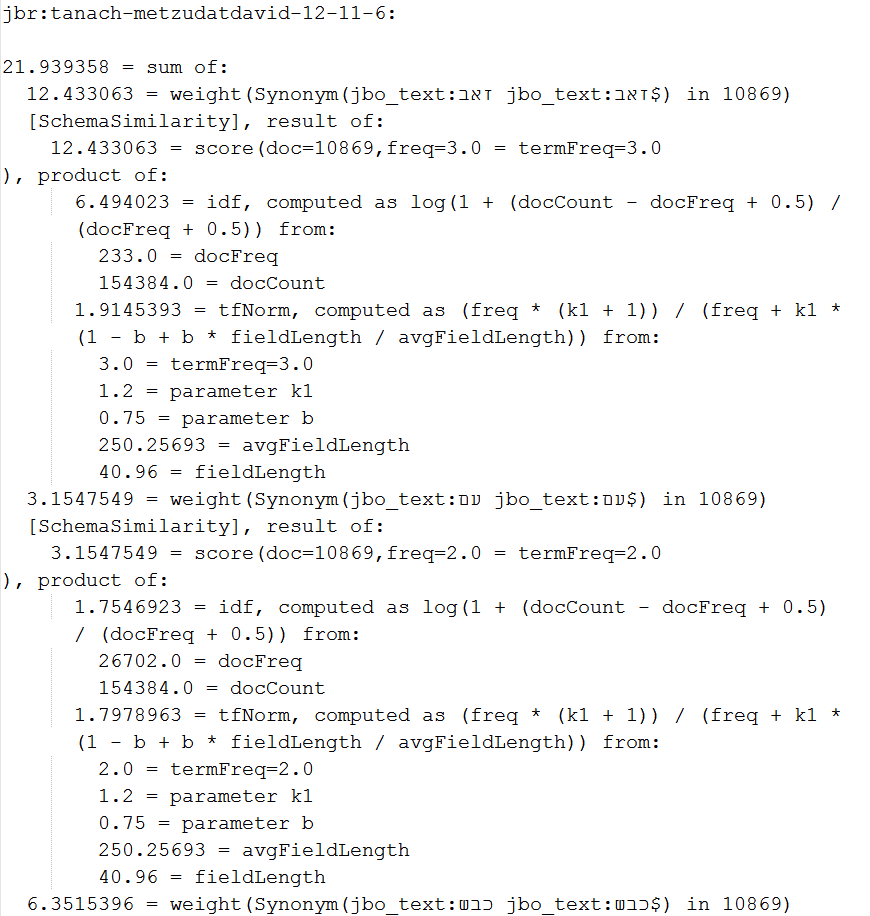 jbr:tanach-metzudatdavid-12-11-6:
21.939358 = sum of:
12.433063 = weight(Synonym(jbo_text:זאב jbo_text:זאב$) in 10869)
[SchemaSimilarity], result of:
12.433063 = score(doc=10869,freq=3.0 = termFreq=3.0
), product of:
6.494023 = idf, computed as log(1 + (docCount - docFreq + 0.5) /
(docFreq + 0.5)) from:
233.0 = docFreq
154384.0 = docCount
1.9145393 = tfNorm, computed as (freq * (k1 + 1)) / (freq + k1 *
(1 - b + b * fieldLength / avgFieldLength)) from:
3.0 = termFreq=3.0
1.2 = parameter k1
0.75 = parameter b
250.25693 = avgFieldLength
40.96 = fieldLength
3.1547549 = weight(Synonym(jbo_text:עם jbo_text:עם$) in 10869)
[SchemaSimilarity], result of:
3.1547549 = score(doc=10869,freq=2.0 = termFreq=2.0
), product of:
1.7546923 = idf, computed as log(1 + (docCount - docFreq + 0.5)
/ (docFreq + 0.5)) from:
26702.0 = docFreq
154384.0 = docCount
1.7978963 = tfNorm, computed as (freq * (k1 + 1)) / (freq + k1 *
(1 - b + b * fieldLength / avgFieldLength)) from:
2.0 = termFreq=2.0
1.2 = parameter k1
0.75 = parameter b
250.25693 = avgFieldLength
40.96 = fieldLength
6.3515396 = weight(Synonym(jbo_text:כבש jbo_text:כבש$) in 10869)